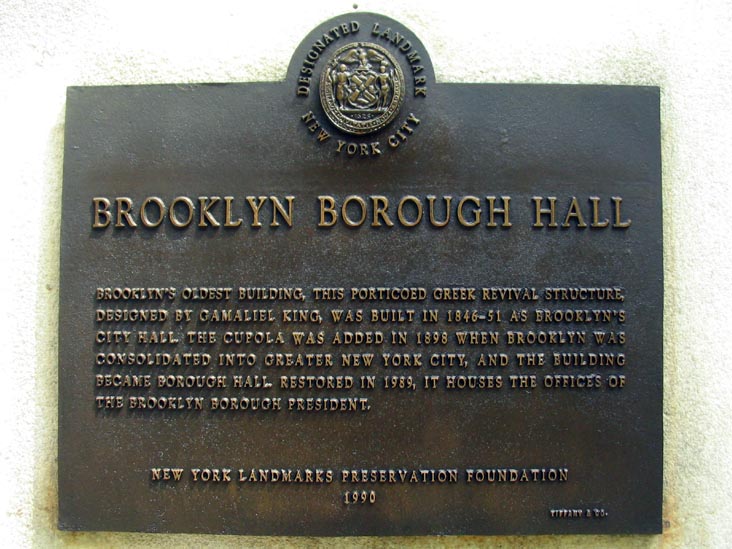 DESIGNATED LANDMARK
NEW YORK CITY
BROOKLYN BOROUGH HALL
BROOKLYN'S OLDEST BUILDING, THIS PORTICOED GREEK REVIVAL STRUCTURE,
DESIGNED BY GAMALIEL KING, WAS BUILT IN 1846-51 AS BROOKLYN'S
CITY HALL. THE CUPOLA WAS ADDED IN 1898 WHEN BROOKLYN WAS
CONSOLIDATED INTO GREATER NEW YORK CITY, AND THE BUILDING
BECAME BOROUGH HALL. RESTORED IN 1989, IT HOUSES THE OFFICES OF
THE BROOKLYN BOROUGH PRESIDENT.
NEW YORK LANDMARKS PRESERVATION FOUNDATION
1990
TIFFANY & CO.